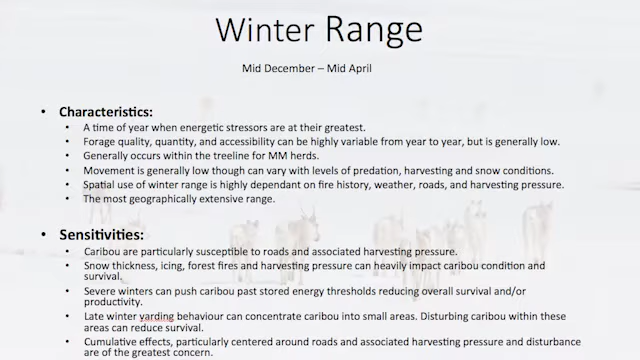 Winter Range
Mid December – Mid April
• Characteristics:
• A time of year when energetic stressors are at their greatest.
• Forage quality, quantity, and accessibility can be highly variable from year to year, but is generally low.
• Generally occurs within the treeline for MM herds.
• Movement is generally low though can vary with levels of predation, harvesting and snow conditions.
• Spatial use of winter range is highly dependant on fire history, weather, roads, and harvesting pressure.
• The most geographically extensive range.
• Sensitivities:
• Caribou are particularly susceptible to roads and associated harvesting pressure.
• Snow thickness, icing, forest fires and harvesting pressure can heavily impact caribou condition and
survival.
• Severe winters can push caribou past stored energy thresholds reducing overall survival and/or
productivity.
• Late winter yarding behaviour can concentrate caribou into small areas. Disturbing caribou within these
areas can reduce survival.
• Cumulative effects, particularly centered around roads and associated harvesting pressure and disturbance
are of the greatest concern.